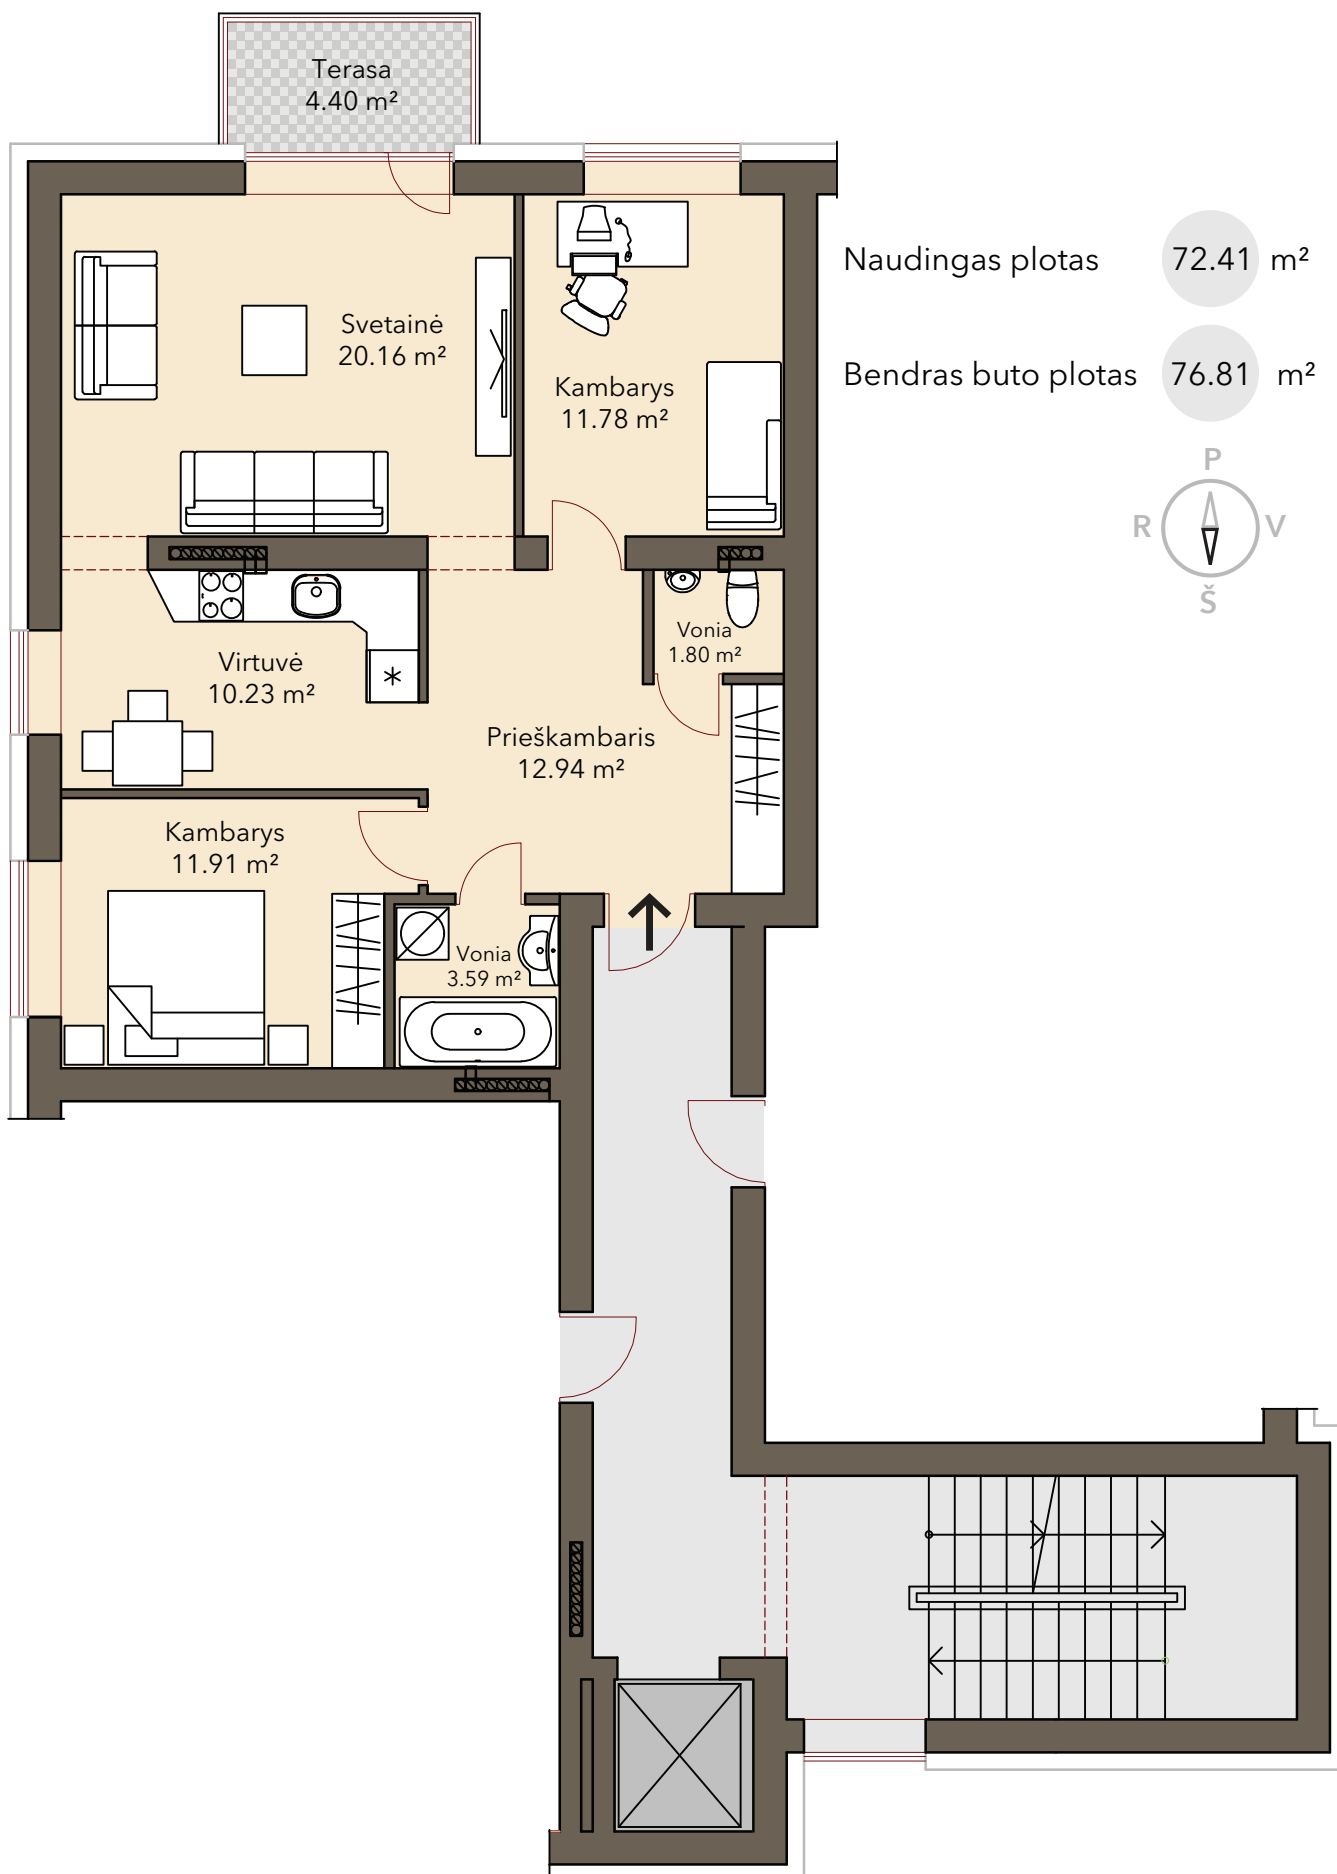 Terasa
4.40 m²
Naudingas plotas 72.41 m²
Svetainė
20.16 m²
Bendras buto plotas 76.81 m²
Kambarys
11.78 m²
P
R V
Š
Vonia
1.80 m²
Virtuvė
10.23 m²
Prieškambaris
12.94 m²
Kambarys
11.91 m²
Vonia
3.59 m²